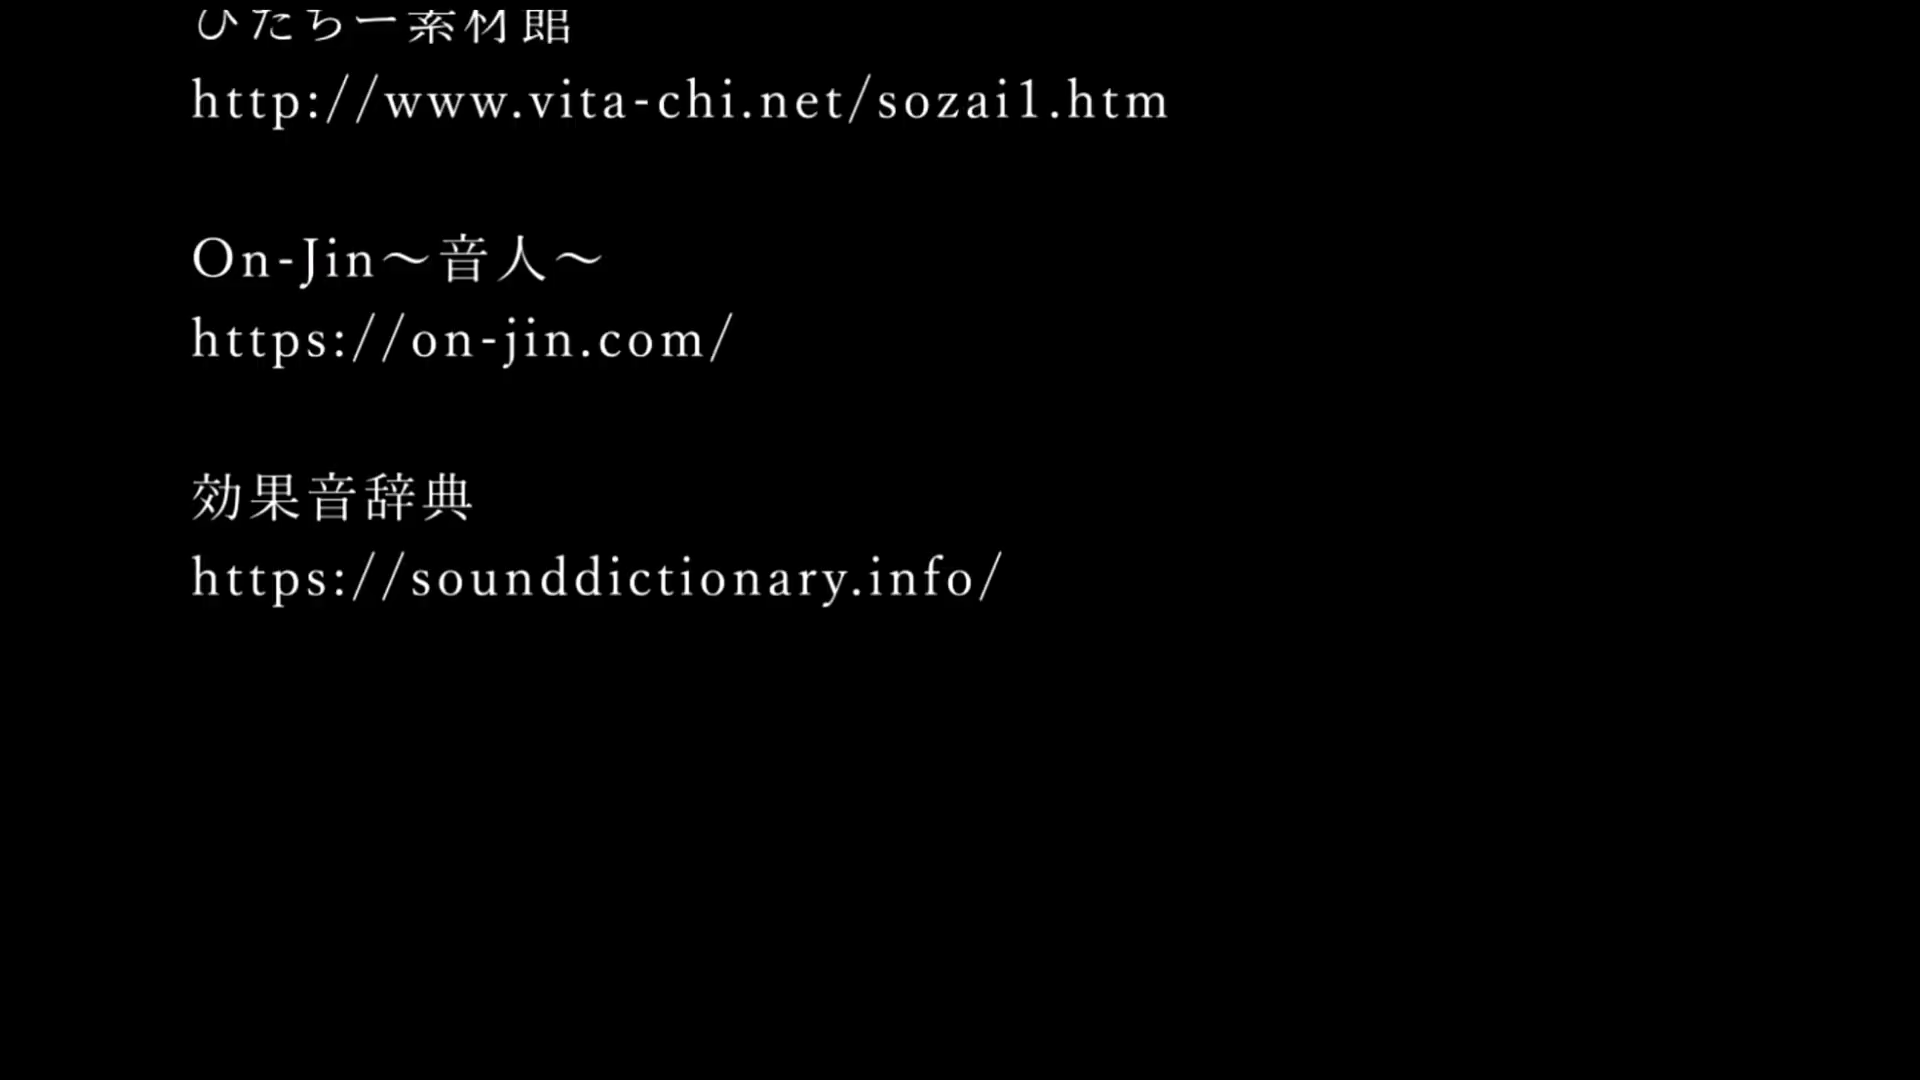 びたちー素材館
http://www.vita-chi.net/sozai1.htm
On-Jin～音人～
https://on-jin.com/
効果音辞典
https://sounddictionary.info/